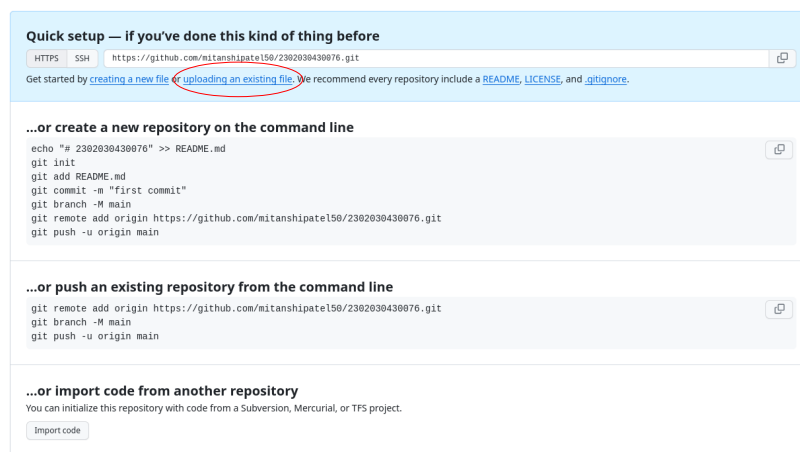 Quick setup — if you've done this kind of thing before
HTTPS SSH https://github.com/mitanshipatel50/2302030430076.git
Get started by creating a new file or uploading an existing file. We recommend every repository include a README, LICENSE, and .gitignore.
...or create a new repository on the command line
echo "# 2302030430076" >> README.md
git init
git add README.md
git commit -m "first commit"
git branch -M main
git remote add origin https://github.com/mitanshipatel50/2302030430076.git
git push -u origin main
...or push an existing repository from the command line
git remote add origin https://github.com/mitanshipatel50/2302030430076.git
git branch -M main
git push -u origin main
...or import code from another repository
You can initialize this repository with code from a Subversion, Mercurial, or TFS project.
Import code